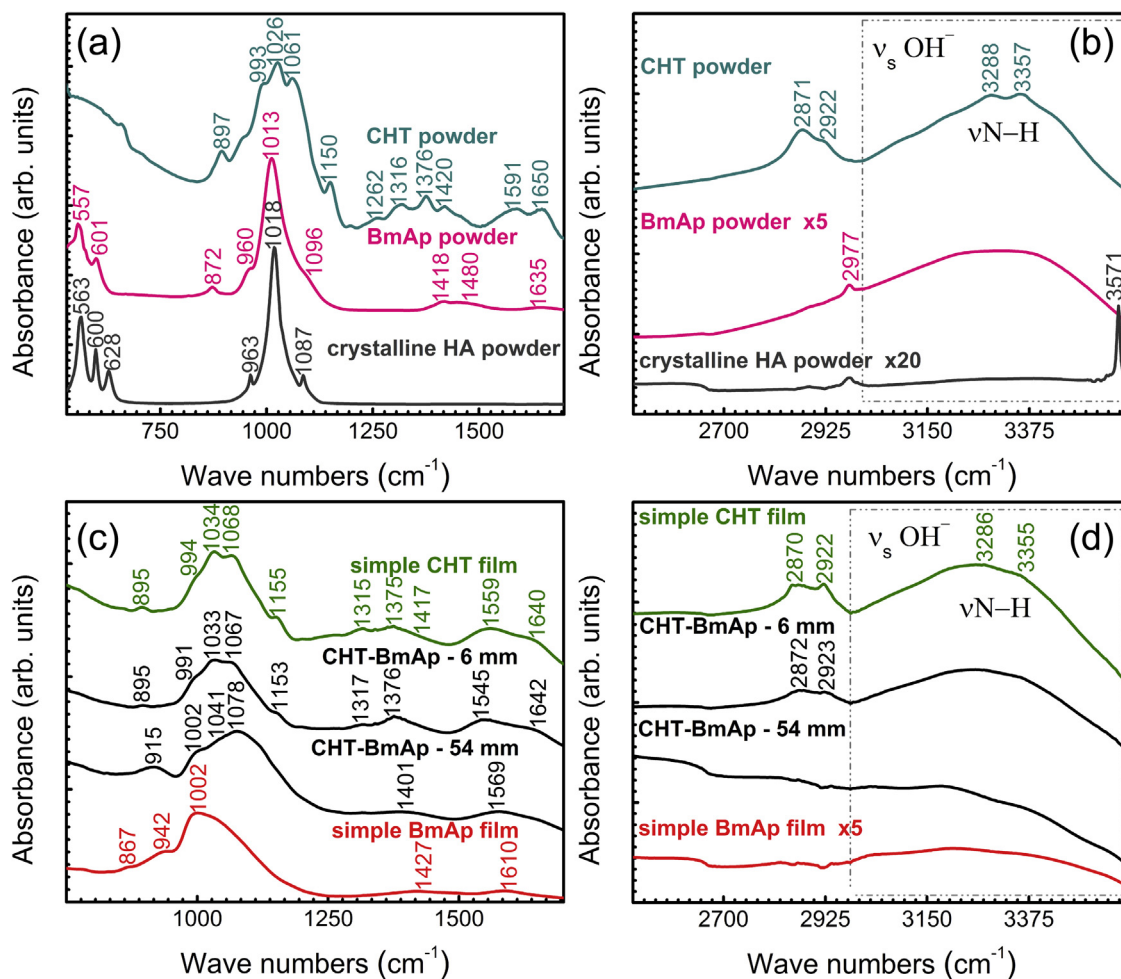 (a)
993
1026
1061
CHT powder
897
1013
1150
1262
1316
1376
1420
1591
1650
557
601
BmAp powder
872
960
1018
1096
1418
1480
1635
563
600
628
crystalline HA powder
963
1087
Absorbance (arb. units)
750 1000 1250 1500
Wave numbers (cm⁻¹)
(b)
νₛ OH⁻
CHT powder
2871
2922
3288
3357
νN–H
BmAp powder x5
2977
3571
crystalline HA powder x20
Absorbance (arb. units)
2700 2925 3150 3375
Wave numbers (cm⁻¹)
(c)
994
1034
1068
simple CHT film
895
1155
1315
1375
1417
1559
1640
CHT-BmAp - 6 mm
895
991
1033
1067
1153
1317
1376
1545
1642
CHT-BmAp - 54 mm
915
1002
1041
1078
1401
1569
simple BmAp film
867
942
1002
1427
1610
Absorbance (arb. units)
1000 1250 1500
Wave numbers (cm⁻¹)
(d)
simple CHT film
νₛ OH⁻
2870
2922
3286
3355
νN–H
CHT-BmAp - 6 mm
2872
2923
CHT-BmAp - 54 mm
simple BmAp film x5
Absorbance (arb. units)
2700 2925 3150 3375
Wave numbers (cm⁻¹)